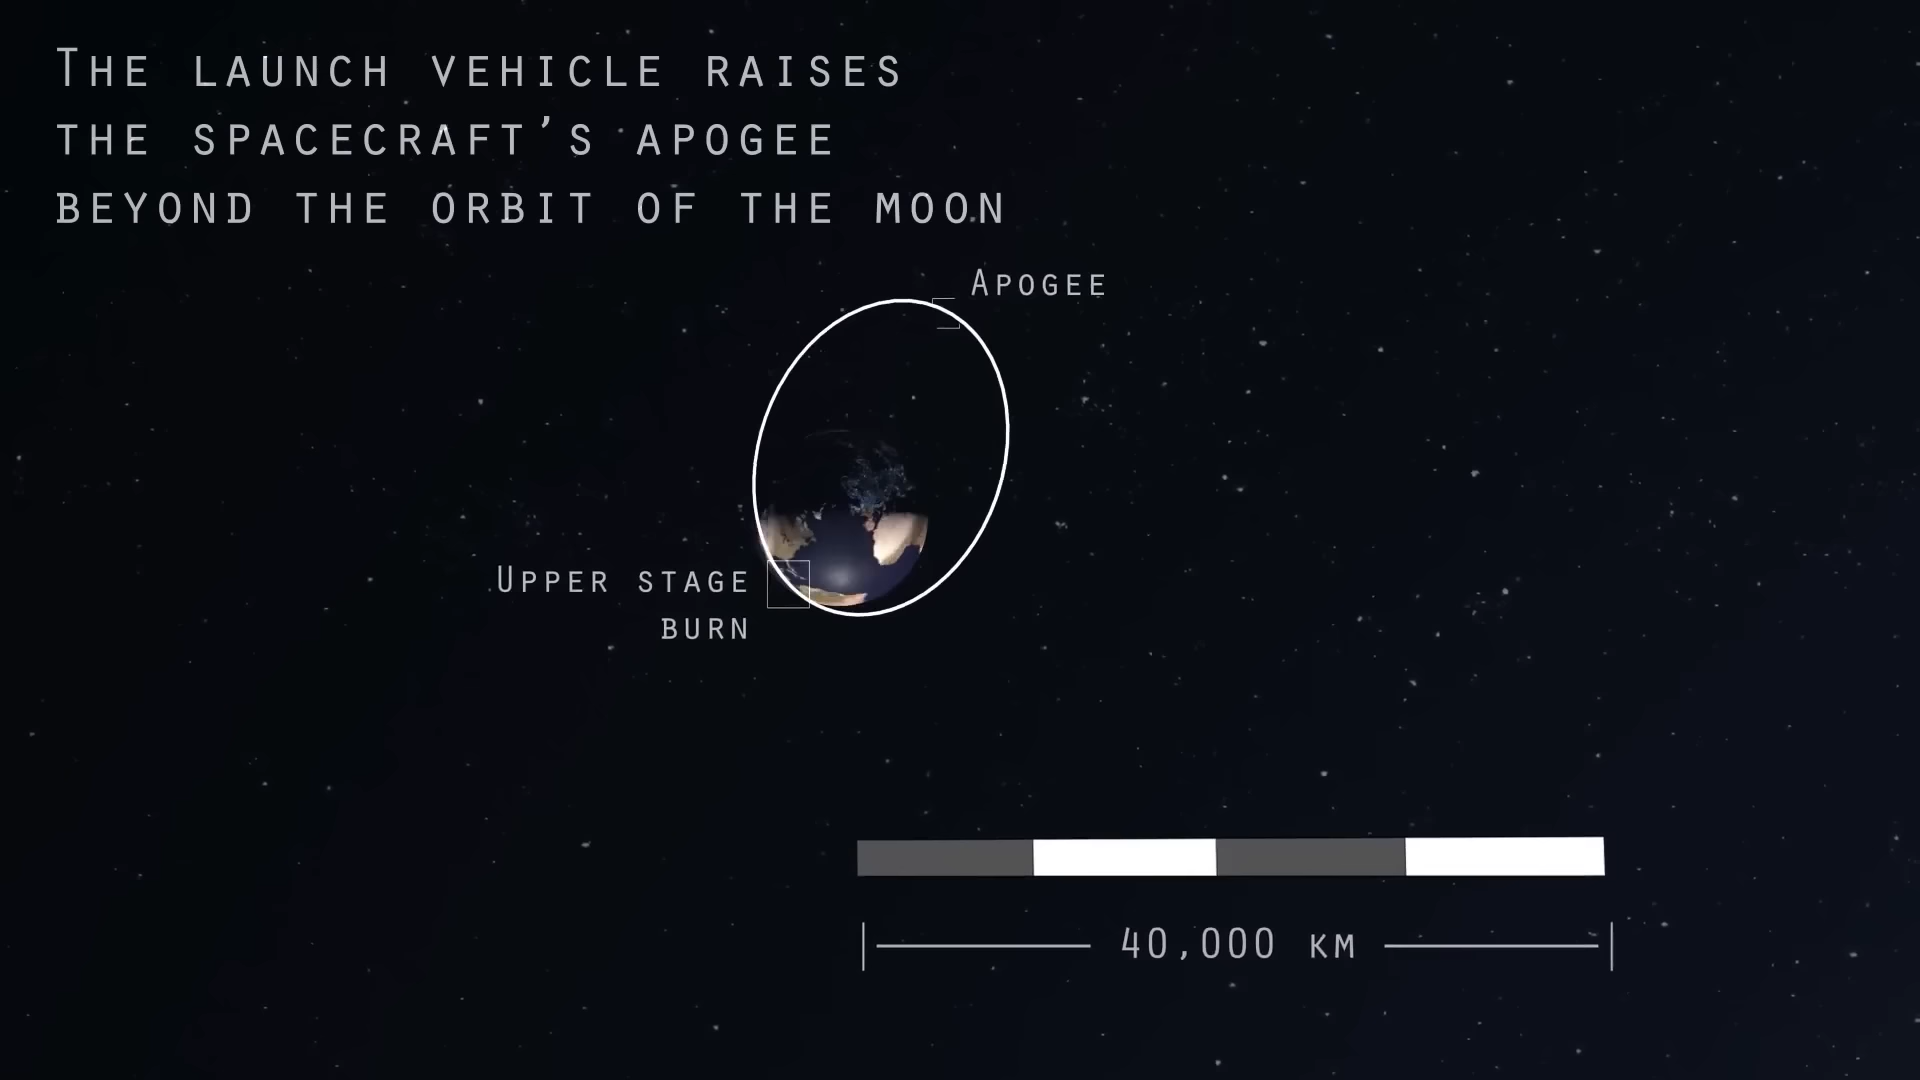 The launch vehicle raises
the spacecraft's apogee
beyond the orbit of the moon
Apogee
Upper stage
burn
40,000 km